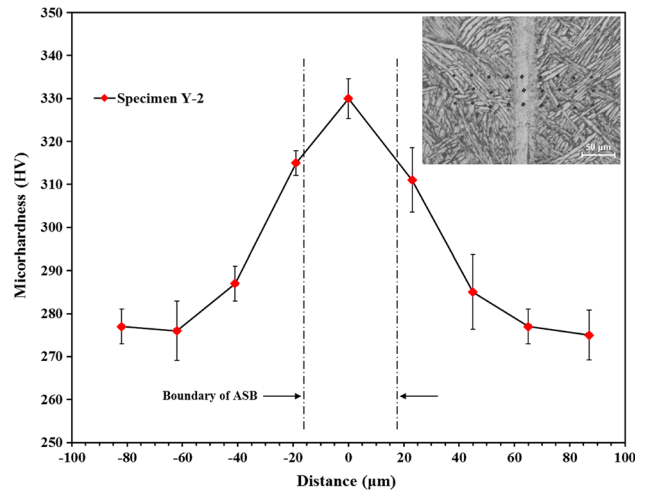 350
340
330
320
310
300
290
280
270
260
250
Micorhardness (HV)
Specimen Y-2
50 μm
Boundary of ASB
-100 -80 -60 -40 -20 0 20 40 60 80 100
Distance (μm)